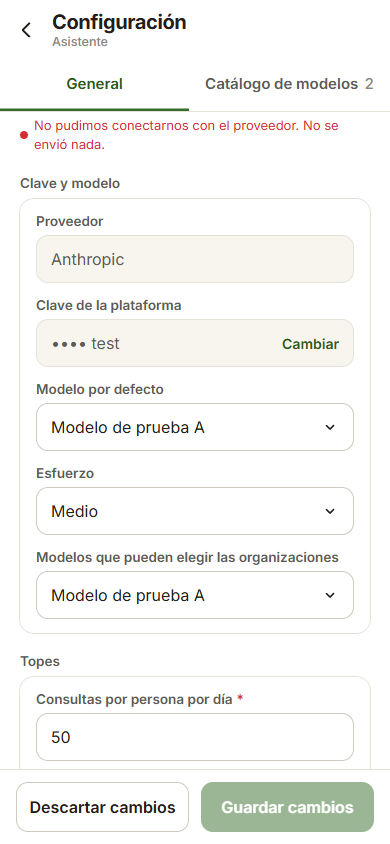 Configuración
Asistente
General
Catálogo de modelos 2
No pudimos conectarnos con el proveedor. No se
envió nada.
Clave y modelo
Proveedor
Anthropic
Clave de la plataforma
•••• test
Cambiar
Modelo por defecto
Modelo de prueba A
Esfuerzo
Medio
Modelos que pueden elegir las organizaciones
Modelo de prueba A
Topes
Consultas por persona por día *
50
Descartar cambios
Guardar cambios